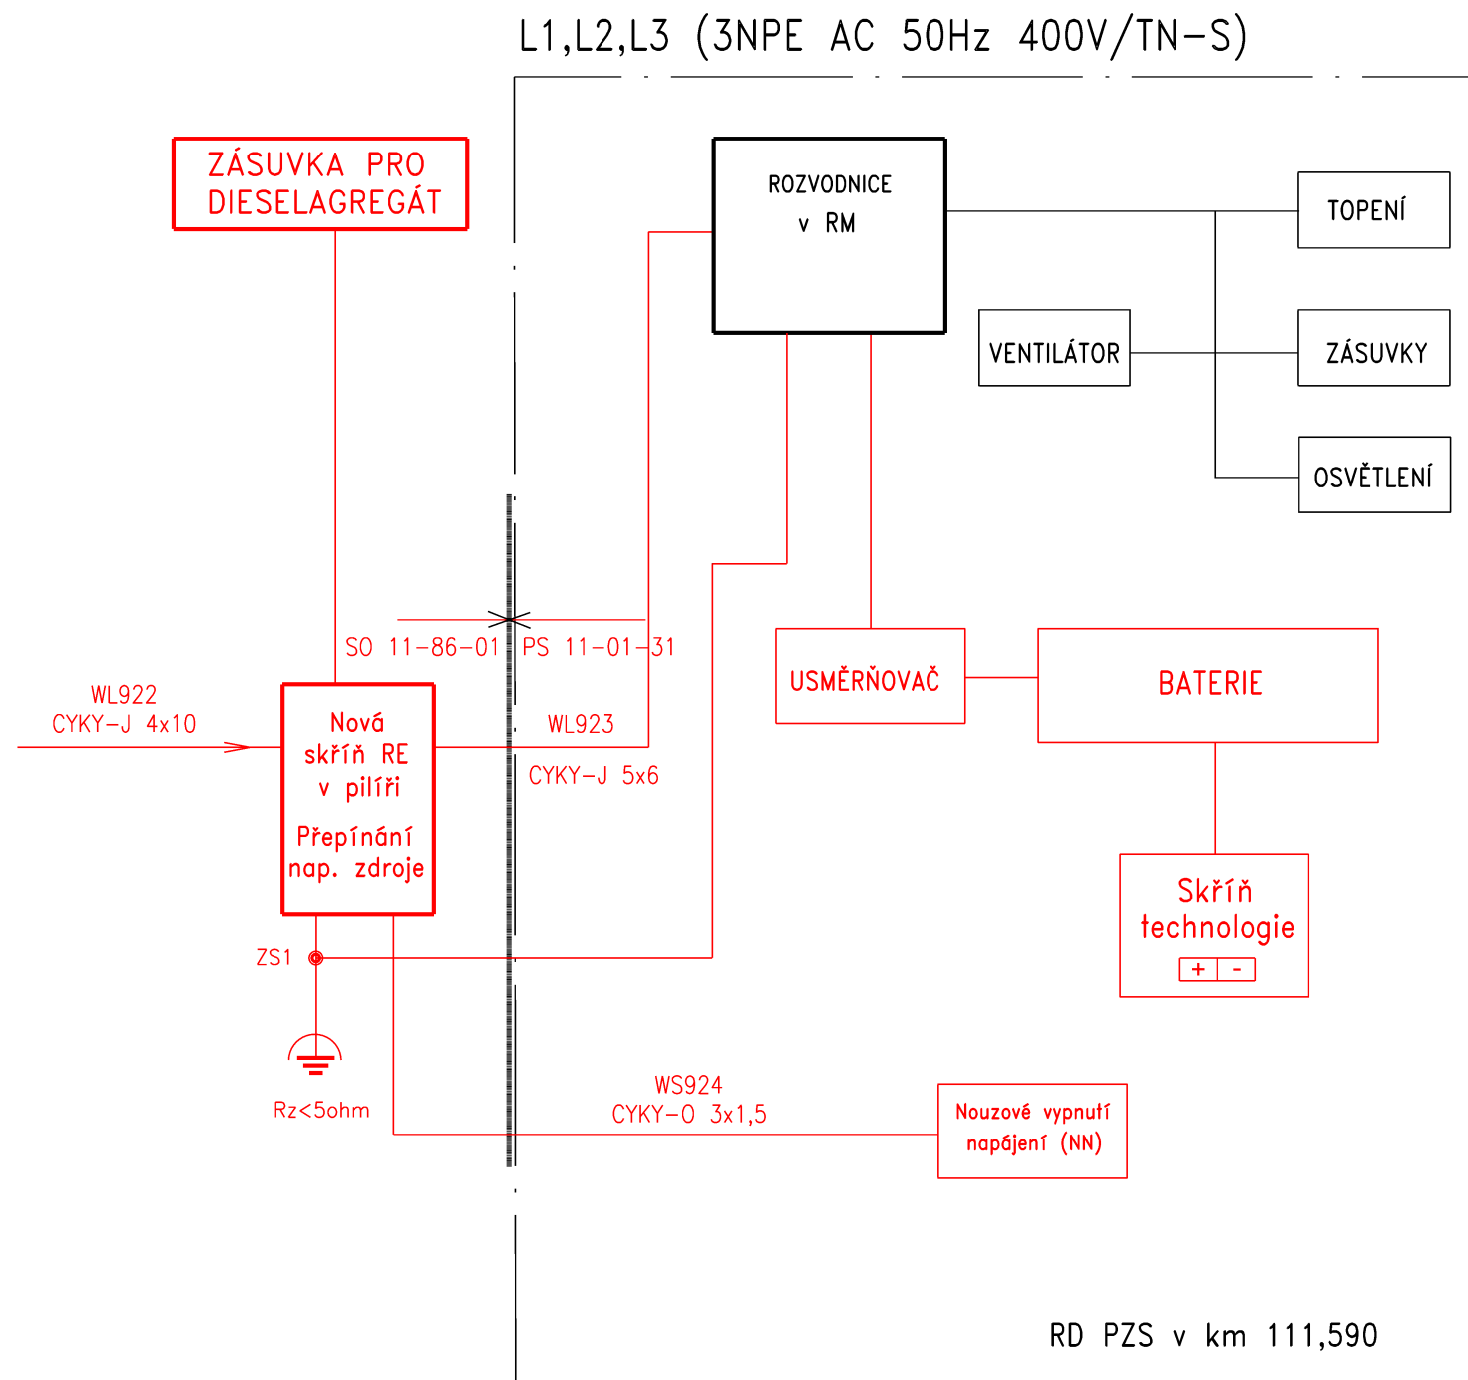 L1,L2,L3 (3NPE AC 50Hz 400V/TN-S)
ZÁSUVKA PRO
DIESELAGREGÁT
ROZVODNICE
v RM
TOPENÍ
VENTILÁTOR
ZÁSUVKY
OSVĚTLENÍ
SO 11-86-01
PS 11-01-31
USMĚRŇOVAČ
BATERIE
WL922
CYKY-J 4x10
Nová
skříň RE
v pilíři
Přepínání
nap. zdroje
WL923
CYKY-J 5x6
Skříň
technologie
+ -
ZS1
Rz<5ohm
WS924
CYKY-O 3x1,5
Nouzové vypnutí
napájení (NN)
RD PZS v km 111,590